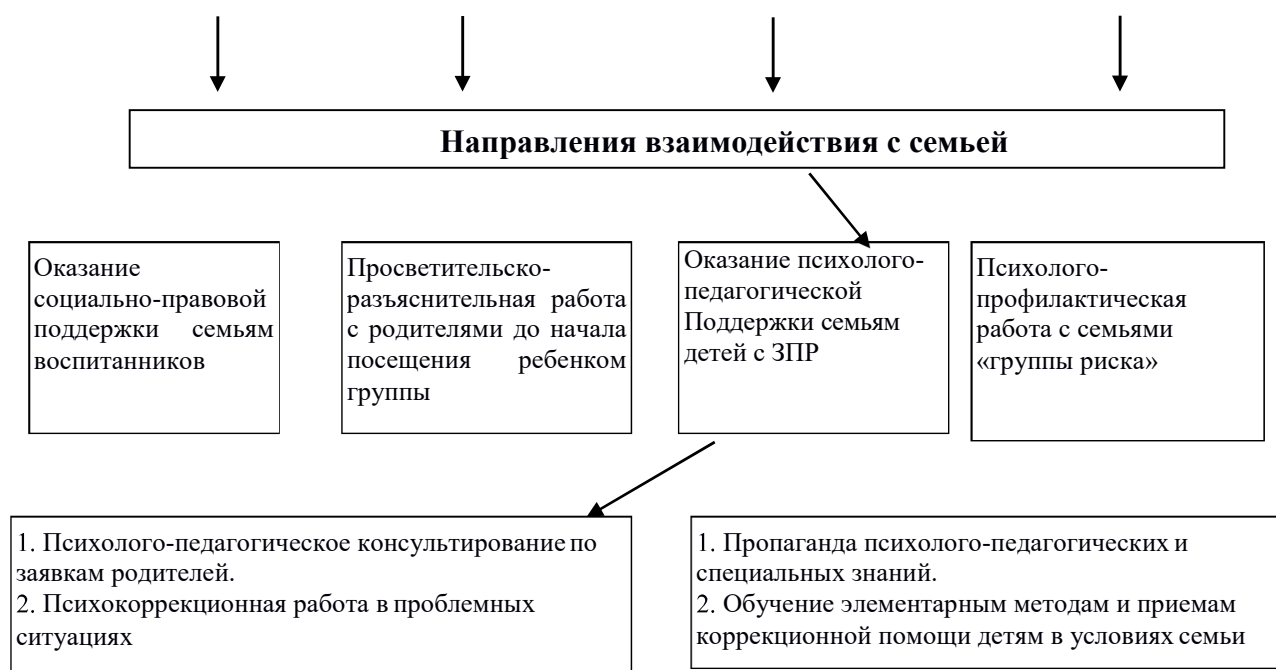 Направления взаимодействия с семьей
Оказание
социально-правовой
поддержки семьям
воспитанников
Просветительско-
разъяснительная работа
с родителями до начала
посещения ребенком
группы
Оказание психолого-
педагогической
Поддержки семьям
детей с ЗПР
Психолого-
профилактическая
работа с семьями
«группы риска»
1. Психолого-педагогическое консультирование по
заявкам родителей.
2. Психокоррекционная работа в проблемных
ситуациях
1. Пропаганда психолого-педагогических и
специальных знаний.
2. Обучение элементарным методам и приемам
коррекционной помощи детям в условиях семьи